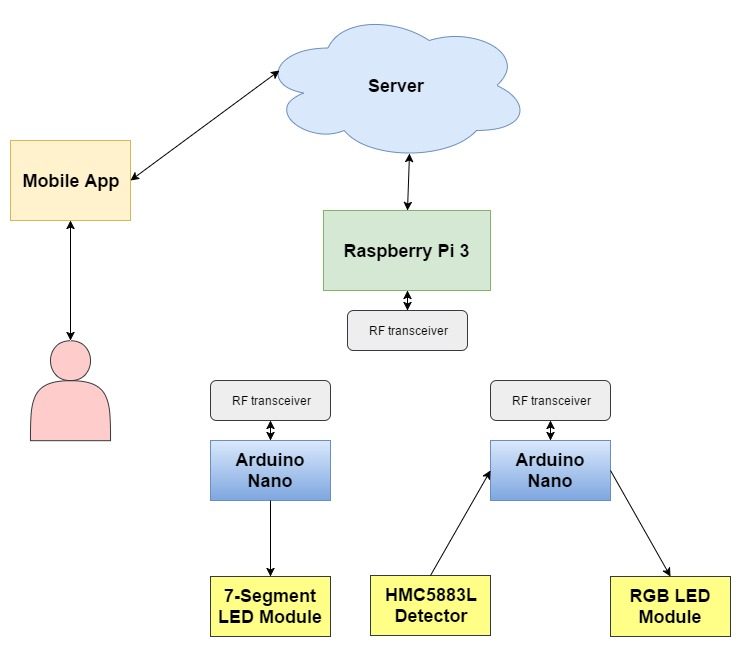 Server
Mobile App
Raspberry Pi 3
RF transceiver
RF transceiver
RF transceiver
Arduino
Nano
Arduino
Nano
7-Segment
LED Module
HMC5883L
Detector
RGB LED
Module